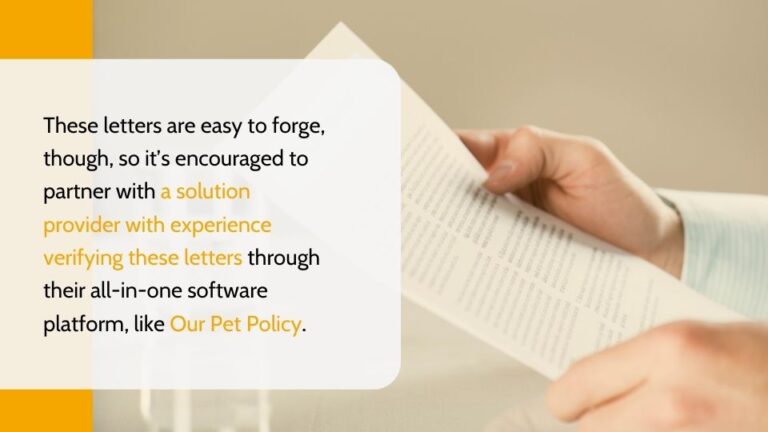 These letters are easy to forge,
though, so it’s encouraged to
partner with a solution
provider with experience
verifying these letters through
their all-in-one software
platform, like Our Pet Policy.